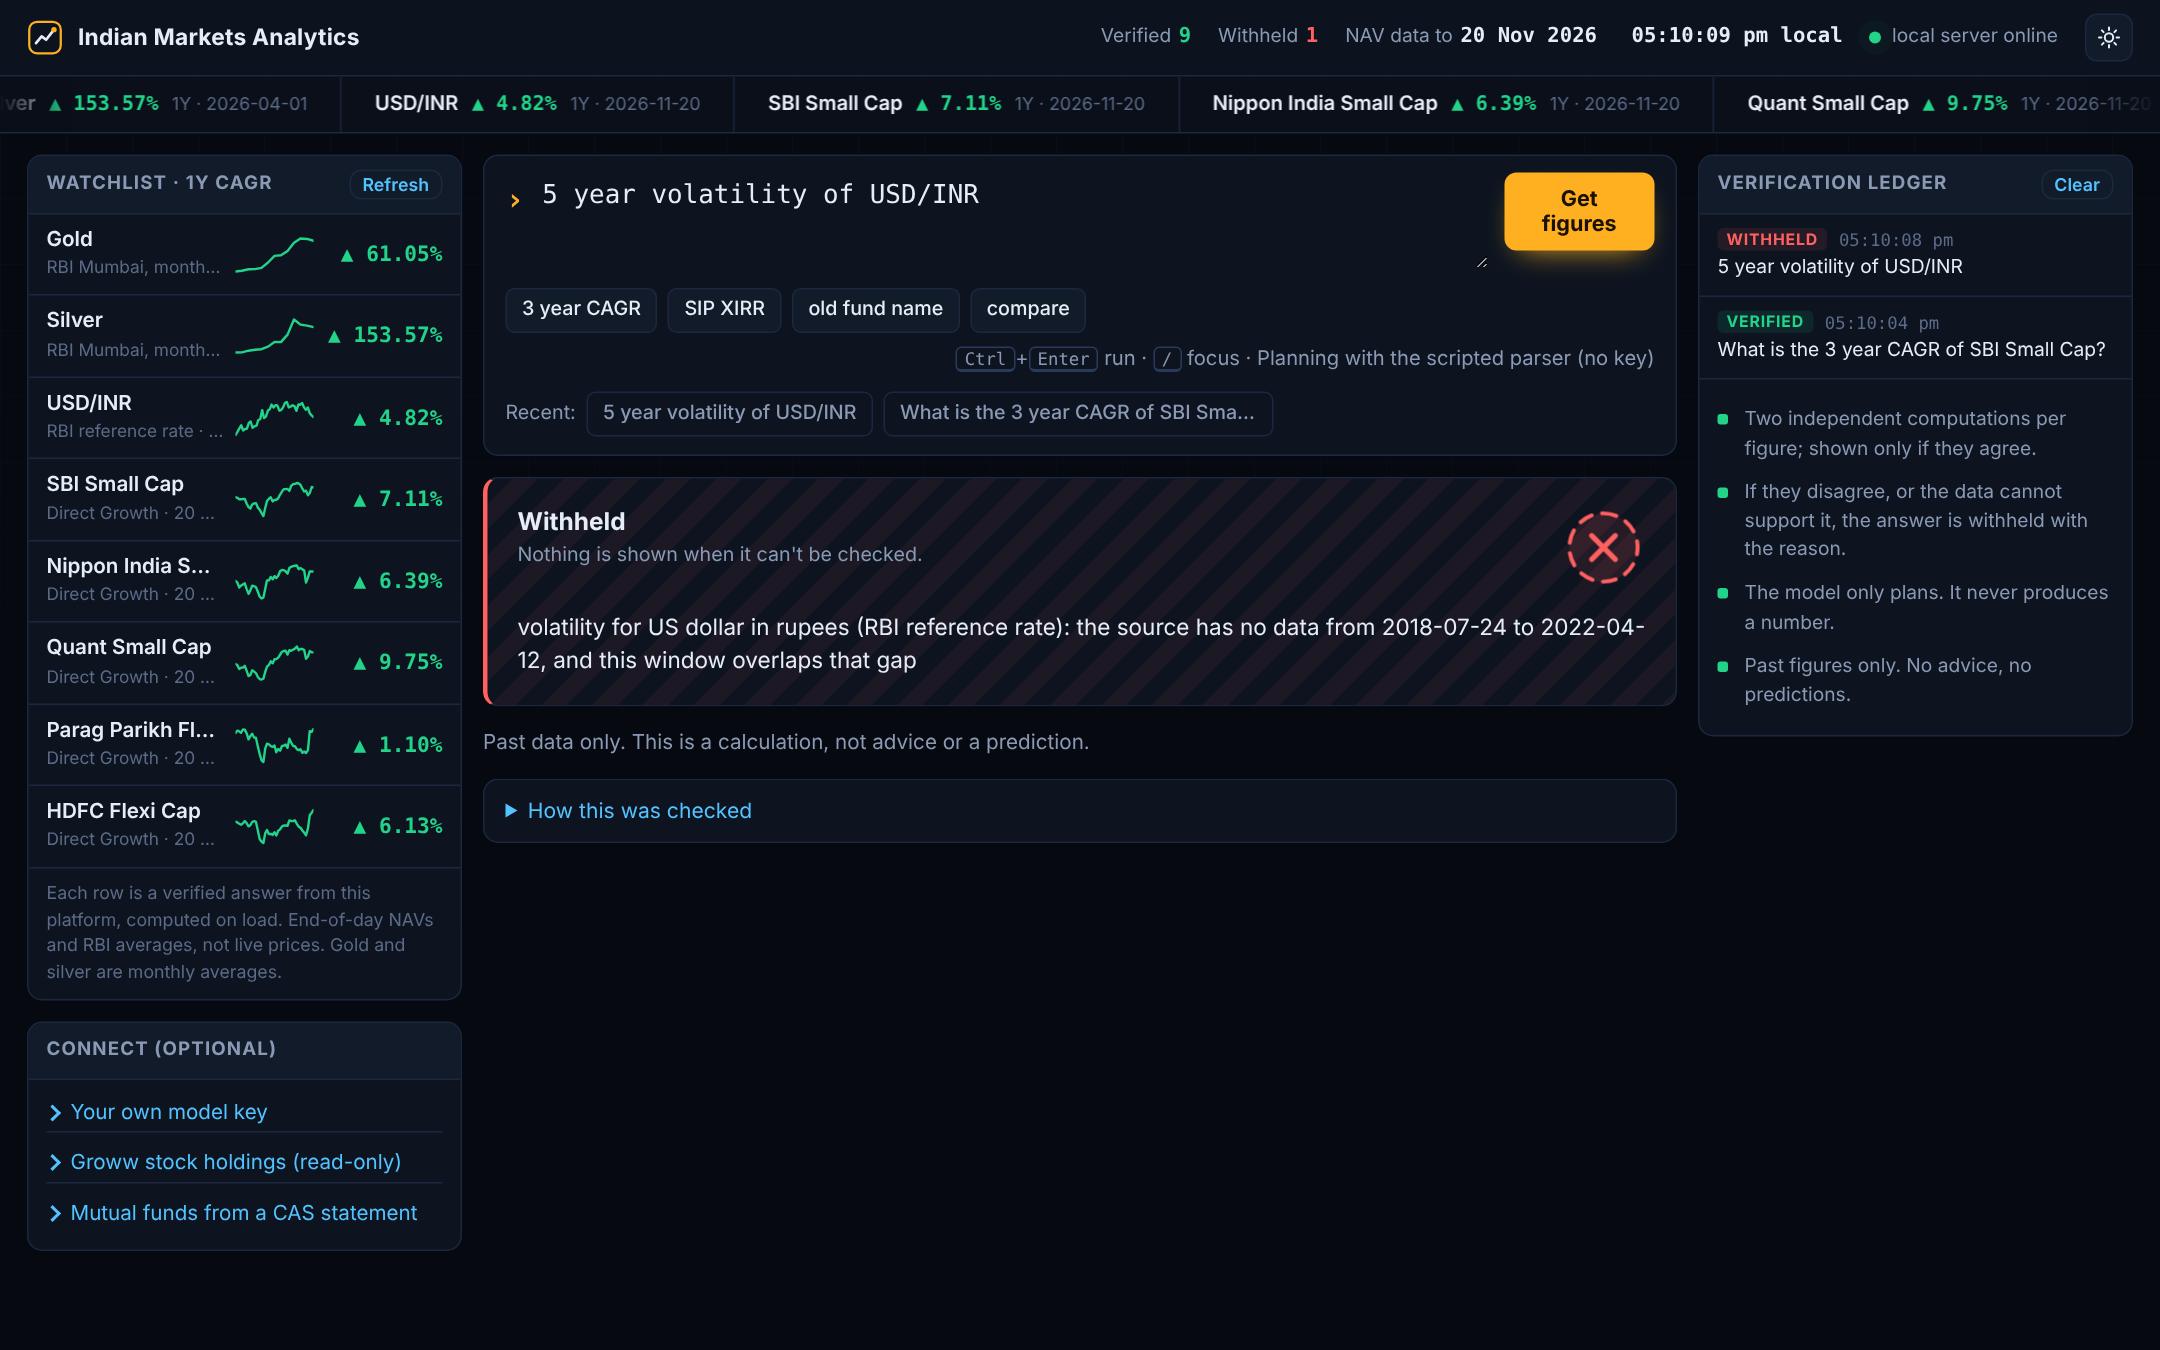 Indian Markets Analytics
Verified 9 Withheld 1 NAV data to 20 Nov 2026 05:10:09 pm local local server online
ver ▲ 153.57% 1Y · 2026-04-01
USD/INR ▲ 4.82% 1Y · 2026-11-20
SBI Small Cap ▲ 7.11% 1Y · 2026-11-20
Nippon India Small Cap ▲ 6.39% 1Y · 2026-11-20
Quant Small Cap ▲ 9.75% 1Y · 2026-11-20
WATCHLIST · 1Y CAGR
Refresh
Gold
RBI Mumbai, month...
▲ 61.05%
Silver
RBI Mumbai, month...
▲ 153.57%
USD/INR
RBI reference rate · ...
▲ 4.82%
SBI Small Cap
Direct Growth · 20 ...
▲ 7.11%
Nippon India S...
Direct Growth · 20 ...
▲ 6.39%
Quant Small Cap
Direct Growth · 20 ...
▲ 9.75%
Parag Parikh Fl...
Direct Growth · 20 ...
▲ 1.10%
HDFC Flexi Cap
Direct Growth · 20 ...
▲ 6.13%
Each row is a verified answer from this
platform, computed on load. End-of-day NAVs
and RBI averages, not live prices. Gold and
silver are monthly averages.
CONNECT (OPTIONAL)
Your own model key
Groww stock holdings (read-only)
Mutual funds from a CAS statement
› 5 year volatility of USD/INR
Get
figures
3 year CAGR
SIP XIRR
old fund name
compare
Ctrl+Enter run · / focus · Planning with the scripted parser (no key)
Recent: 5 year volatility of USD/INR What is the 3 year CAGR of SBI Sma...
Withheld
Nothing is shown when it can't be checked.
volatility for US dollar in rupees (RBI reference rate): the source has no data from 2018-07-24 to 2022-04-
12, and this window overlaps that gap
Past data only. This is a calculation, not advice or a prediction.
▶ How this was checked
VERIFICATION LEDGER
Clear
WITHHELD 05:10:08 pm
5 year volatility of USD/INR
VERIFIED 05:10:04 pm
What is the 3 year CAGR of SBI Small Cap?
Two independent computations per
figure; shown only if they agree.
If they disagree, or the data cannot
support it, the answer is withheld with
the reason.
The model only plans. It never produces
a number.
Past figures only. No advice, no
predictions.